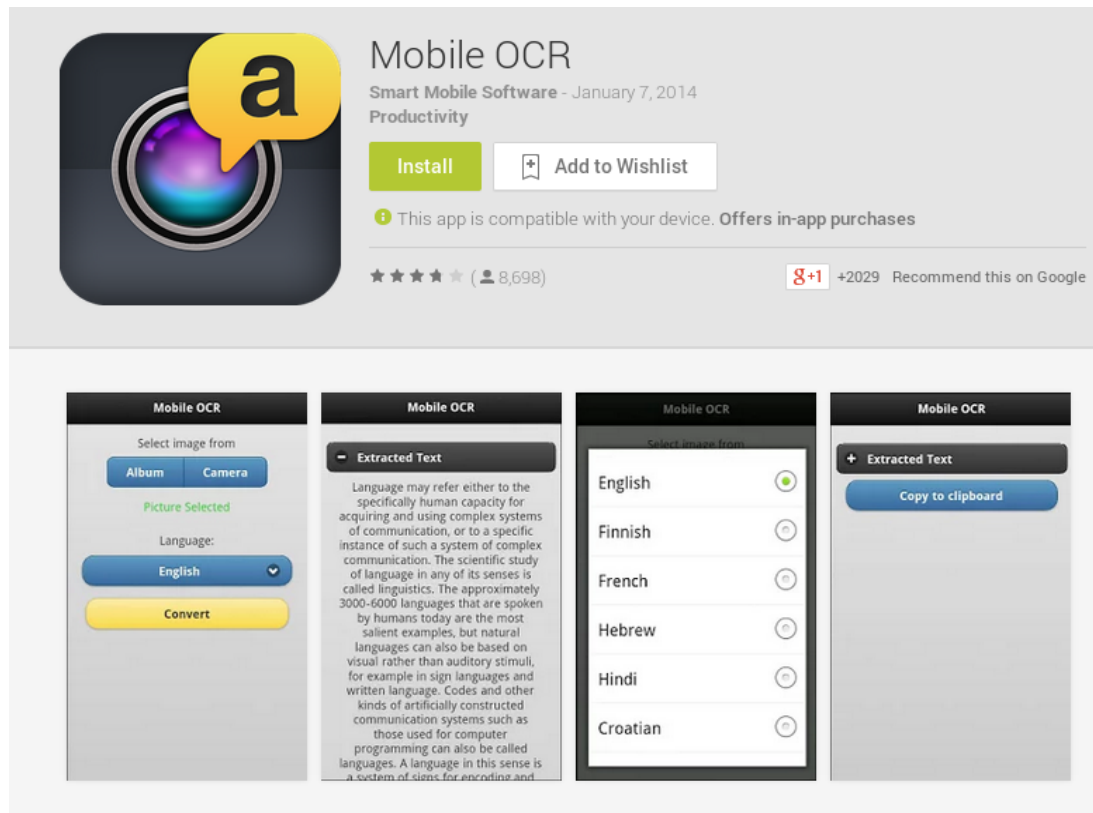 a
Mobile OCR
Smart Mobile Software - January 7, 2014
Productivity
Install
Add to Wishlist
This app is compatible with your device. Offers in-app purchases
(8,698)
g+1 +2029 Recommend this on Google
Mobile OCR
Select image from
Album Camera
Picture Selected
Language:
English
Convert
Mobile OCR
Extracted Text
Language may refer either to the
specifically human capacity for
acquiring and using complex systems
of communication, or to a specific
instance of such a system of complex
communication. The scientific study
of language in any of its senses is
called linguistics. The approximately
3000-6000 languages that are spoken
by humans today are the most
salient examples, but natural
languages can also be based on
visual rather than auditory stimuli,
for example in sign languages and
written language. Codes and other
kinds of artificially constructed
communication systems such as
those used for computer
programming can also be called
languages. A language in this sense is
a system of signs for encoding and
Mobile OCR
Select image from
English
Finnish
French
Hebrew
Hindi
Croatian
Mobile OCR
Extracted Text
Copy to clipboard